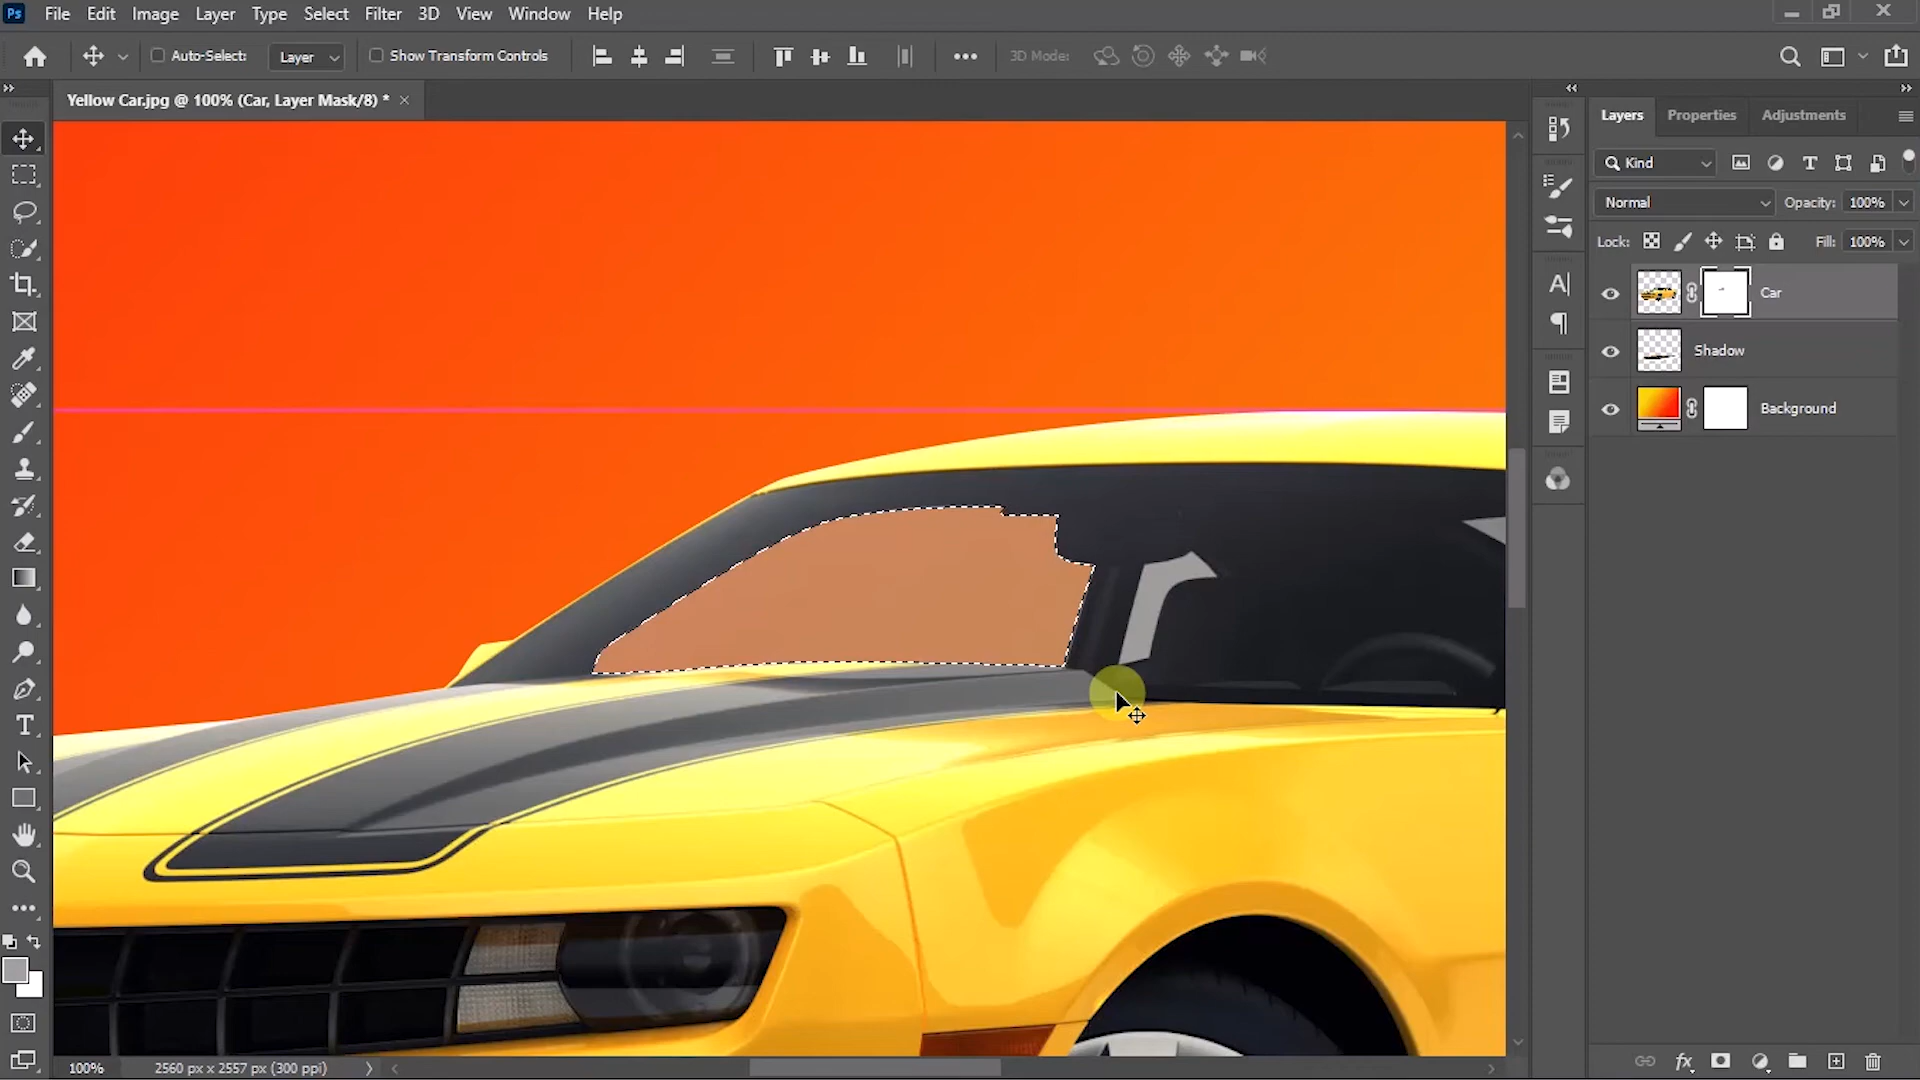 Ps File Edit Image Layer Type Select Filter 3D View Window Help
Auto-Select: Layer Show Transform Controls 3D Mode:
Yellow Car.jpg @ 100% (Car, Layer Mask/8) *
Layers Properties Adjustments
Kind
Normal Opacity: 100%
Lock: Fill: 100%
Car
Shadow
Background
100% 2560 px x 2557 px (300 ppi)